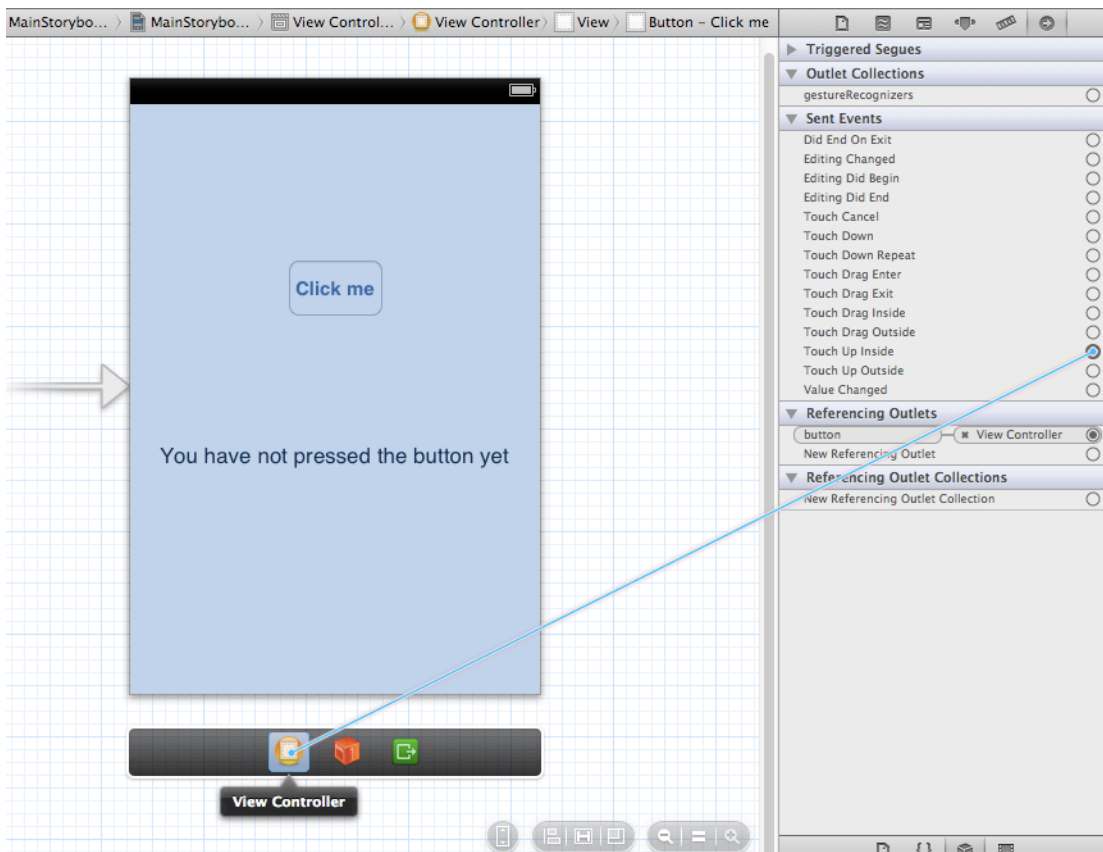 MainStorybo... MainStorybo... View Control... View Controller View Button – Click me
Triggered Segues
Outlet Collections
gestureRecognizers
Sent Events
Did End On Exit
Editing Changed
Editing Did Begin
Editing Did End
Touch Cancel
Touch Down
Touch Down Repeat
Touch Drag Enter
Touch Drag Exit
Touch Drag Inside
Touch Drag Outside
Touch Up Inside
Touch Up Outside
Value Changed
Referencing Outlets
button View Controller
New Referencing Outlet
Referencing Outlet Collections
New Referencing Outlet Collection
Click me
You have not pressed the button yet
View Controller